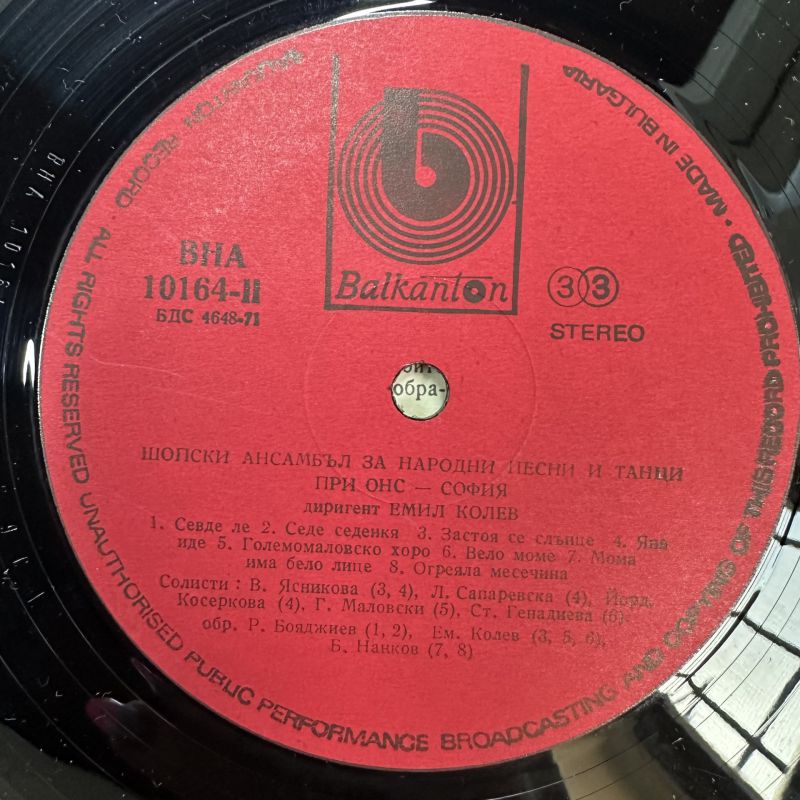 Balkanton
ВНА
10164-II
БДС 4648-71
33
STEREO
обра-
ШОПСКИ АНСАМБЪЛ ЗА НАРОДНИ ПЕСНИ И ТАНЦИ
ПРИ ОНС — СОФИЯ
диригент ЕМИЛ КОЛЕВ
1. Севде ле 2. Седе седенкя 3. Застоя се слънце 4. Яна
иде 5. Големомаловско хоро 6. Вело моме 7. Мома
има бело лице 8. Огреяла месечина
Солисти: В. Ясникова (3, 4), Л. Сапаревска (4), Йорд.
Косеркова (4), Г. Маловски (5), Ст. Генадиева (6)
обр. Р. Бояджиев (1, 2), Ем. Колев (3, 5, 6),
Б. Нанков (7, 8)
BALKANTON RECORD · ALL RIGHTS RESERVED UNAUTHORISED PUBLIC PERFORMANCE BROADCASTING AND COPYING OF THIS RECORD PROHIBITED · MADE IN BULGARIA